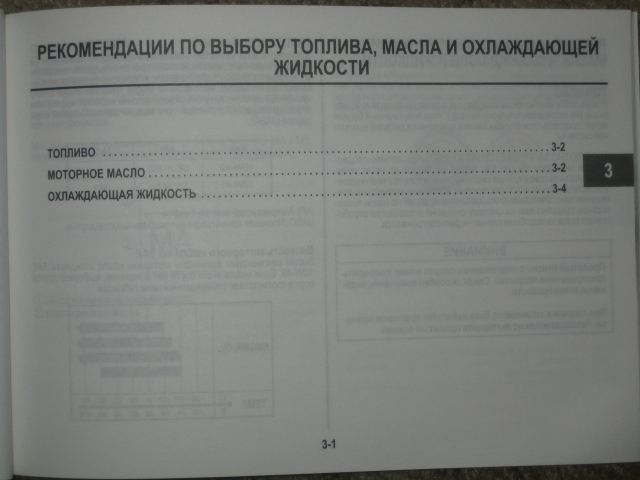 РЕКОМЕНДАЦИИ ПО ВЫБОРУ ТОПЛИВА, МАСЛА И ОХЛАЖДАЮЩЕЙ
ЖИДКОСТИ
ТОПЛИВО 3-2
МОТОРНОЕ МАСЛО 3-2
ОХЛАЖДАЮЩАЯ ЖИДКОСТЬ 3-4
3
3-1